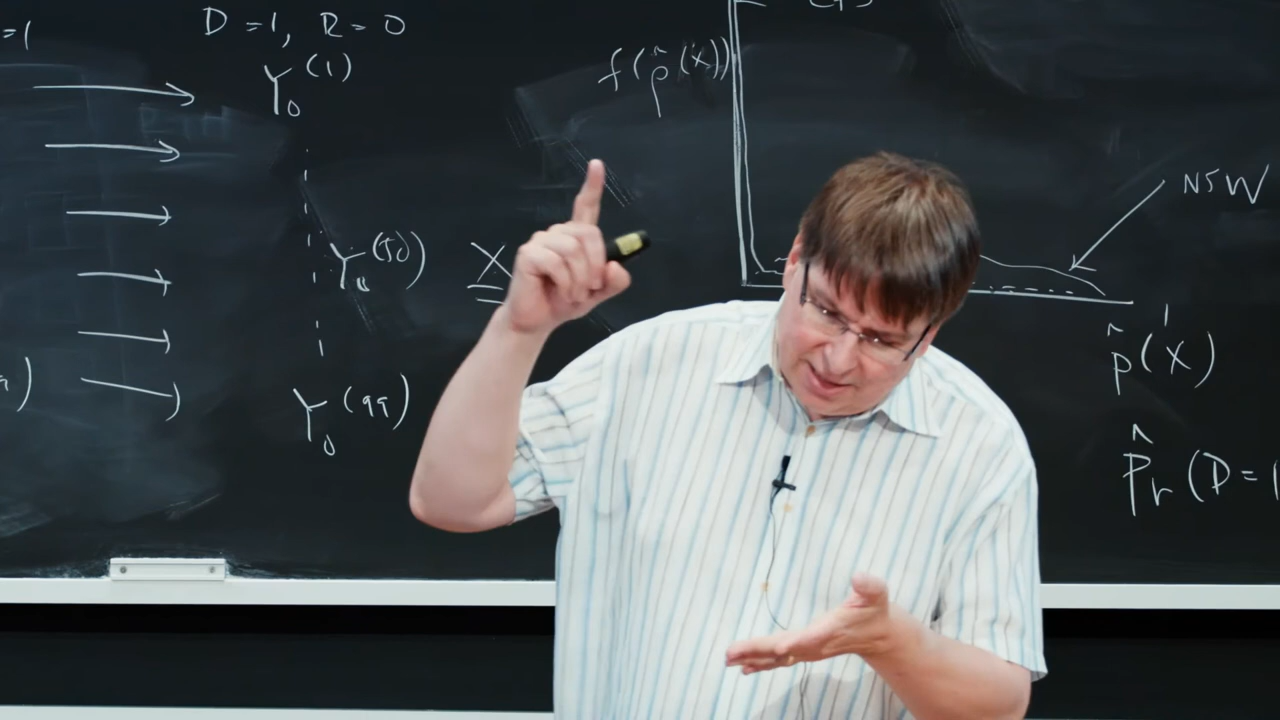 =1
D = 1, R = 0
Y₀⁽¹⁾
f(p̂(X))
NSW
Y₀⁽⁵⁰⁾
X
p̂(X)
Y₀⁽⁹⁹⁾
P̂r(D=1